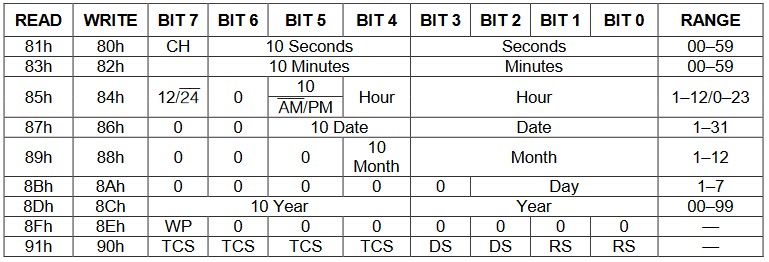 READ WRITE BIT 7 BIT 6 BIT 5 BIT 4 BIT 3 BIT 2 BIT 1 BIT 0 RANGE
81h 80h CH 10 Seconds Seconds 00–59
83h 82h 10 Minutes Minutes 00–59
85h 84h 12/2̅4̅ 0 10 Hour Hour 1–12/0–23
A̅M̅/PM
87h 86h 0 0 10 Date Date 1–31
89h 88h 0 0 0 10 Month 1–12
Month
8Bh 8Ah 0 0 0 0 0 Day 1–7
8Dh 8Ch 10 Year Year 00–99
8Fh 8Eh WP 0 0 0 0 0 0 0 —
91h 90h TCS TCS TCS TCS DS DS RS RS —